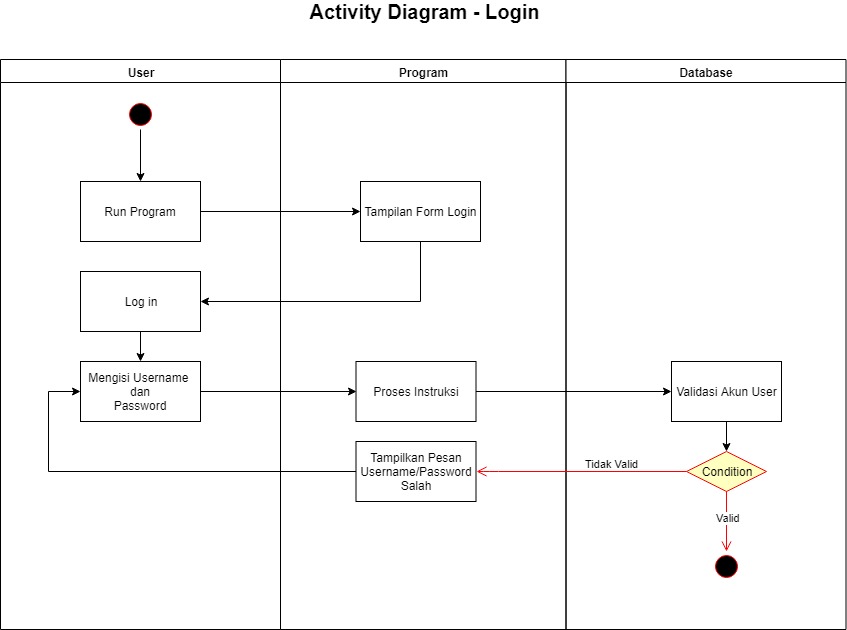 Activity Diagram - Login
User
Program
Database
Run Program
Tampilan Form Login
Log in
Mengisi Username
dan
Password
Proses Instruksi
Validasi Akun User
Tampilkan Pesan
Username/Password
Salah
Tidak Valid
Condition
Valid